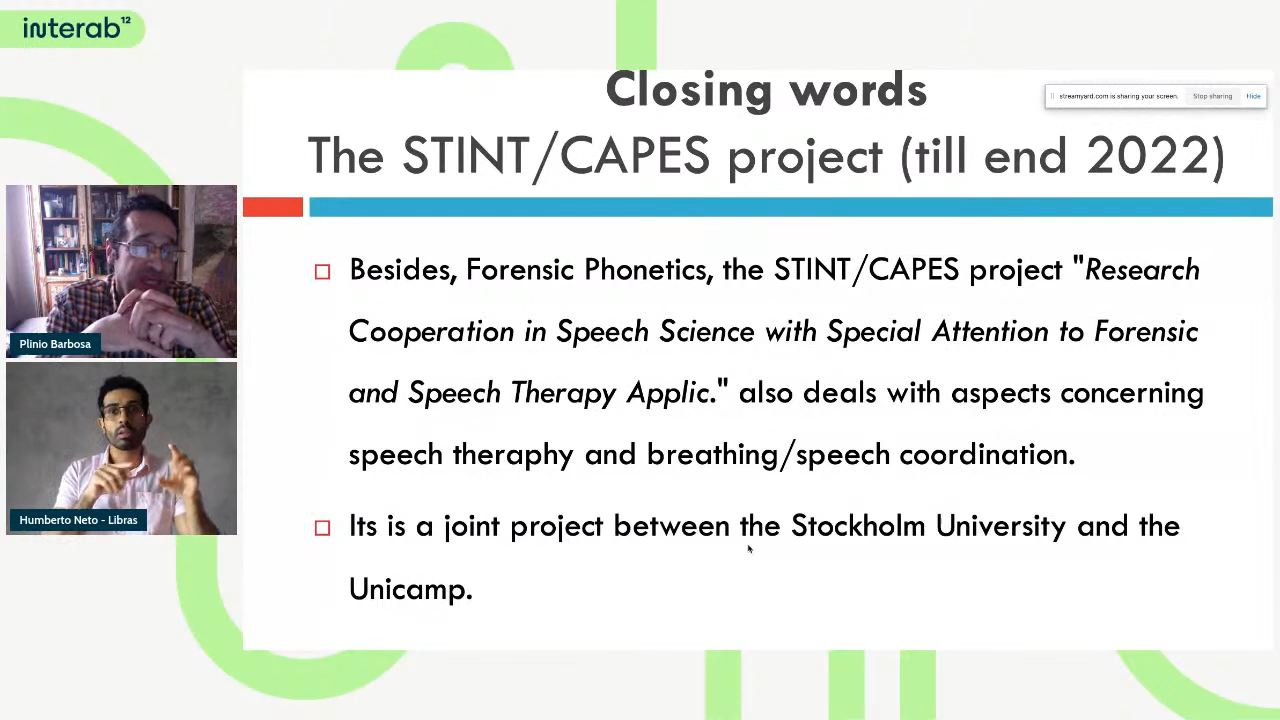 interab12
Closing words
streamyard.com is sharing your screen.
Stop sharing
Hide
The STINT/CAPES project (till end 2022)
Besides, Forensic Phonetics, the STINT/CAPES project "Research
Cooperation in Speech Science with Special Attention to Forensic
and Speech Therapy Applic." also deals with aspects concerning
speech theraphy and breathing/speech coordination.
Its is a joint project between the Stockholm University and the
Unicamp.
Plinio Barbosa
Humberto Neto - Libras